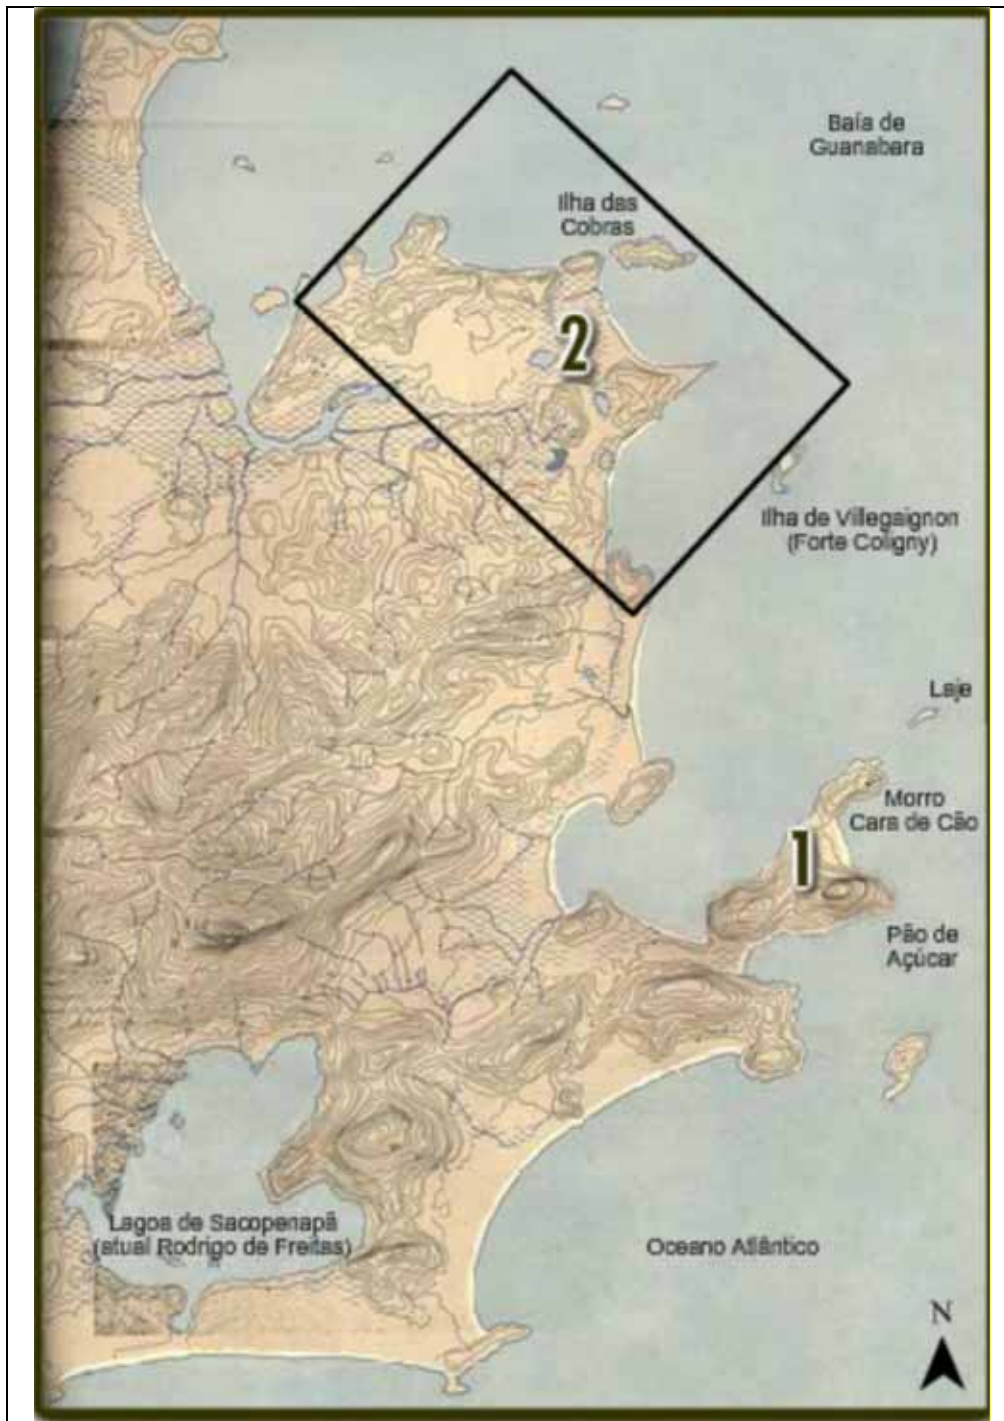 Baía de
Guanabara
Ilha das
Cobras
2
Ilha de Villegaignon
(Forte Coligny)
Laje
Morro
Cara de Cão
1
Pão de
Açúcar
Lagoa de Sacopenapã
(atual Rodrigo de Freitas)
Oceano Atlântico
N